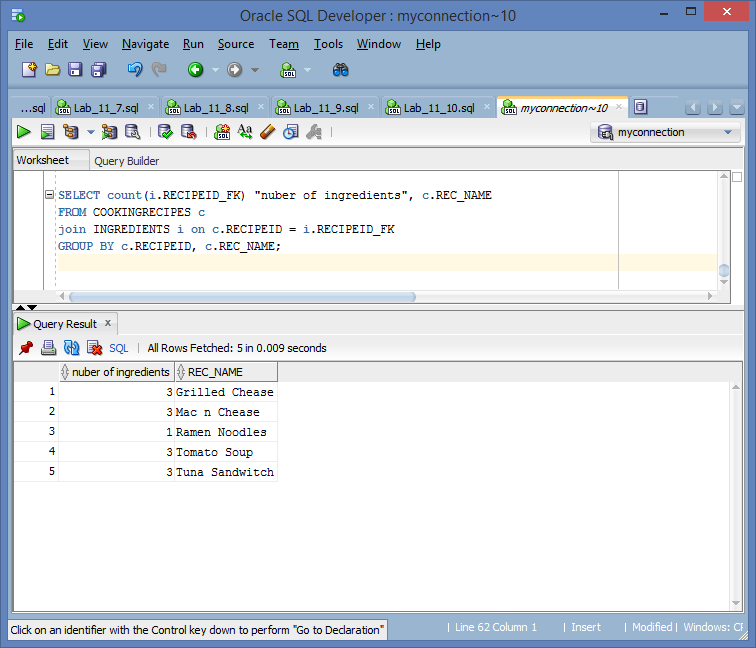 Oracle SQL Developer : myconnection~10
File Edit View Navigate Run Source Team Tools Window Help
SQL
...sql Lab_11_7.sql Lab_11_8.sql Lab_11_9.sql Lab_11_10.sql myconnection~10
Aa myconnection
Worksheet Query Builder
SELECT count(i.RECIPEID_FK) "nuber of ingredients", c.REC_NAME
FROM COOKINGRECIPES c
join INGREDIENTS i on c.RECIPEID = i.RECIPEID_FK
GROUP BY c.RECIPEID, c.REC_NAME;
Query Result x
SQL | All Rows Fetched: 5 in 0.009 seconds
nuber of ingredients REC_NAME
1 3 Grilled Chease
2 3 Mac n Chease
3 1 Ramen Noodles
4 3 Tomato Soup
5 3 Tuna Sandwitch
Click on an identifier with the Control key down to perform "Go to Declaration" | Line 62 Column 1 | Insert | Modified | Windows: CF